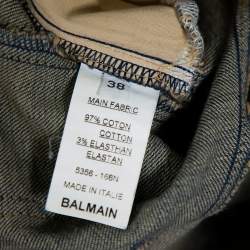 38
MAIN FABRIC
97% COTON
COTTON
3% ELASTHAN
ELASTAN
5356 - 166N
MADE IN ITALIE
BALMAIN